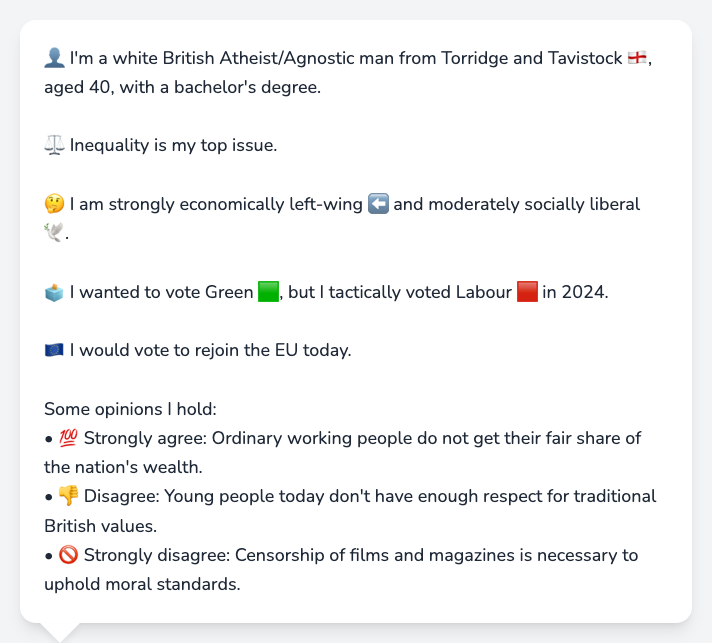 👤 I'm a white British Atheist/Agnostic man from Torridge and Tavistock 🏴󠁧󠁢󠁥󠁮󠁧󠁿,
aged 40, with a bachelor's degree.
⚖️ Inequality is my top issue.
🤔 I am strongly economically left-wing ⬅️ and moderately socially liberal
🕊️.
🗳️ I wanted to vote Green 🟩, but I tactically voted Labour 🟥 in 2024.
🇪🇺 I would vote to rejoin the EU today.
Some opinions I hold:
• 💯 Strongly agree: Ordinary working people do not get their fair share of
the nation's wealth.
• 👎 Disagree: Young people today don't have enough respect for traditional
British values.
• 🚫 Strongly disagree: Censorship of films and magazines is necessary to
uphold moral standards.